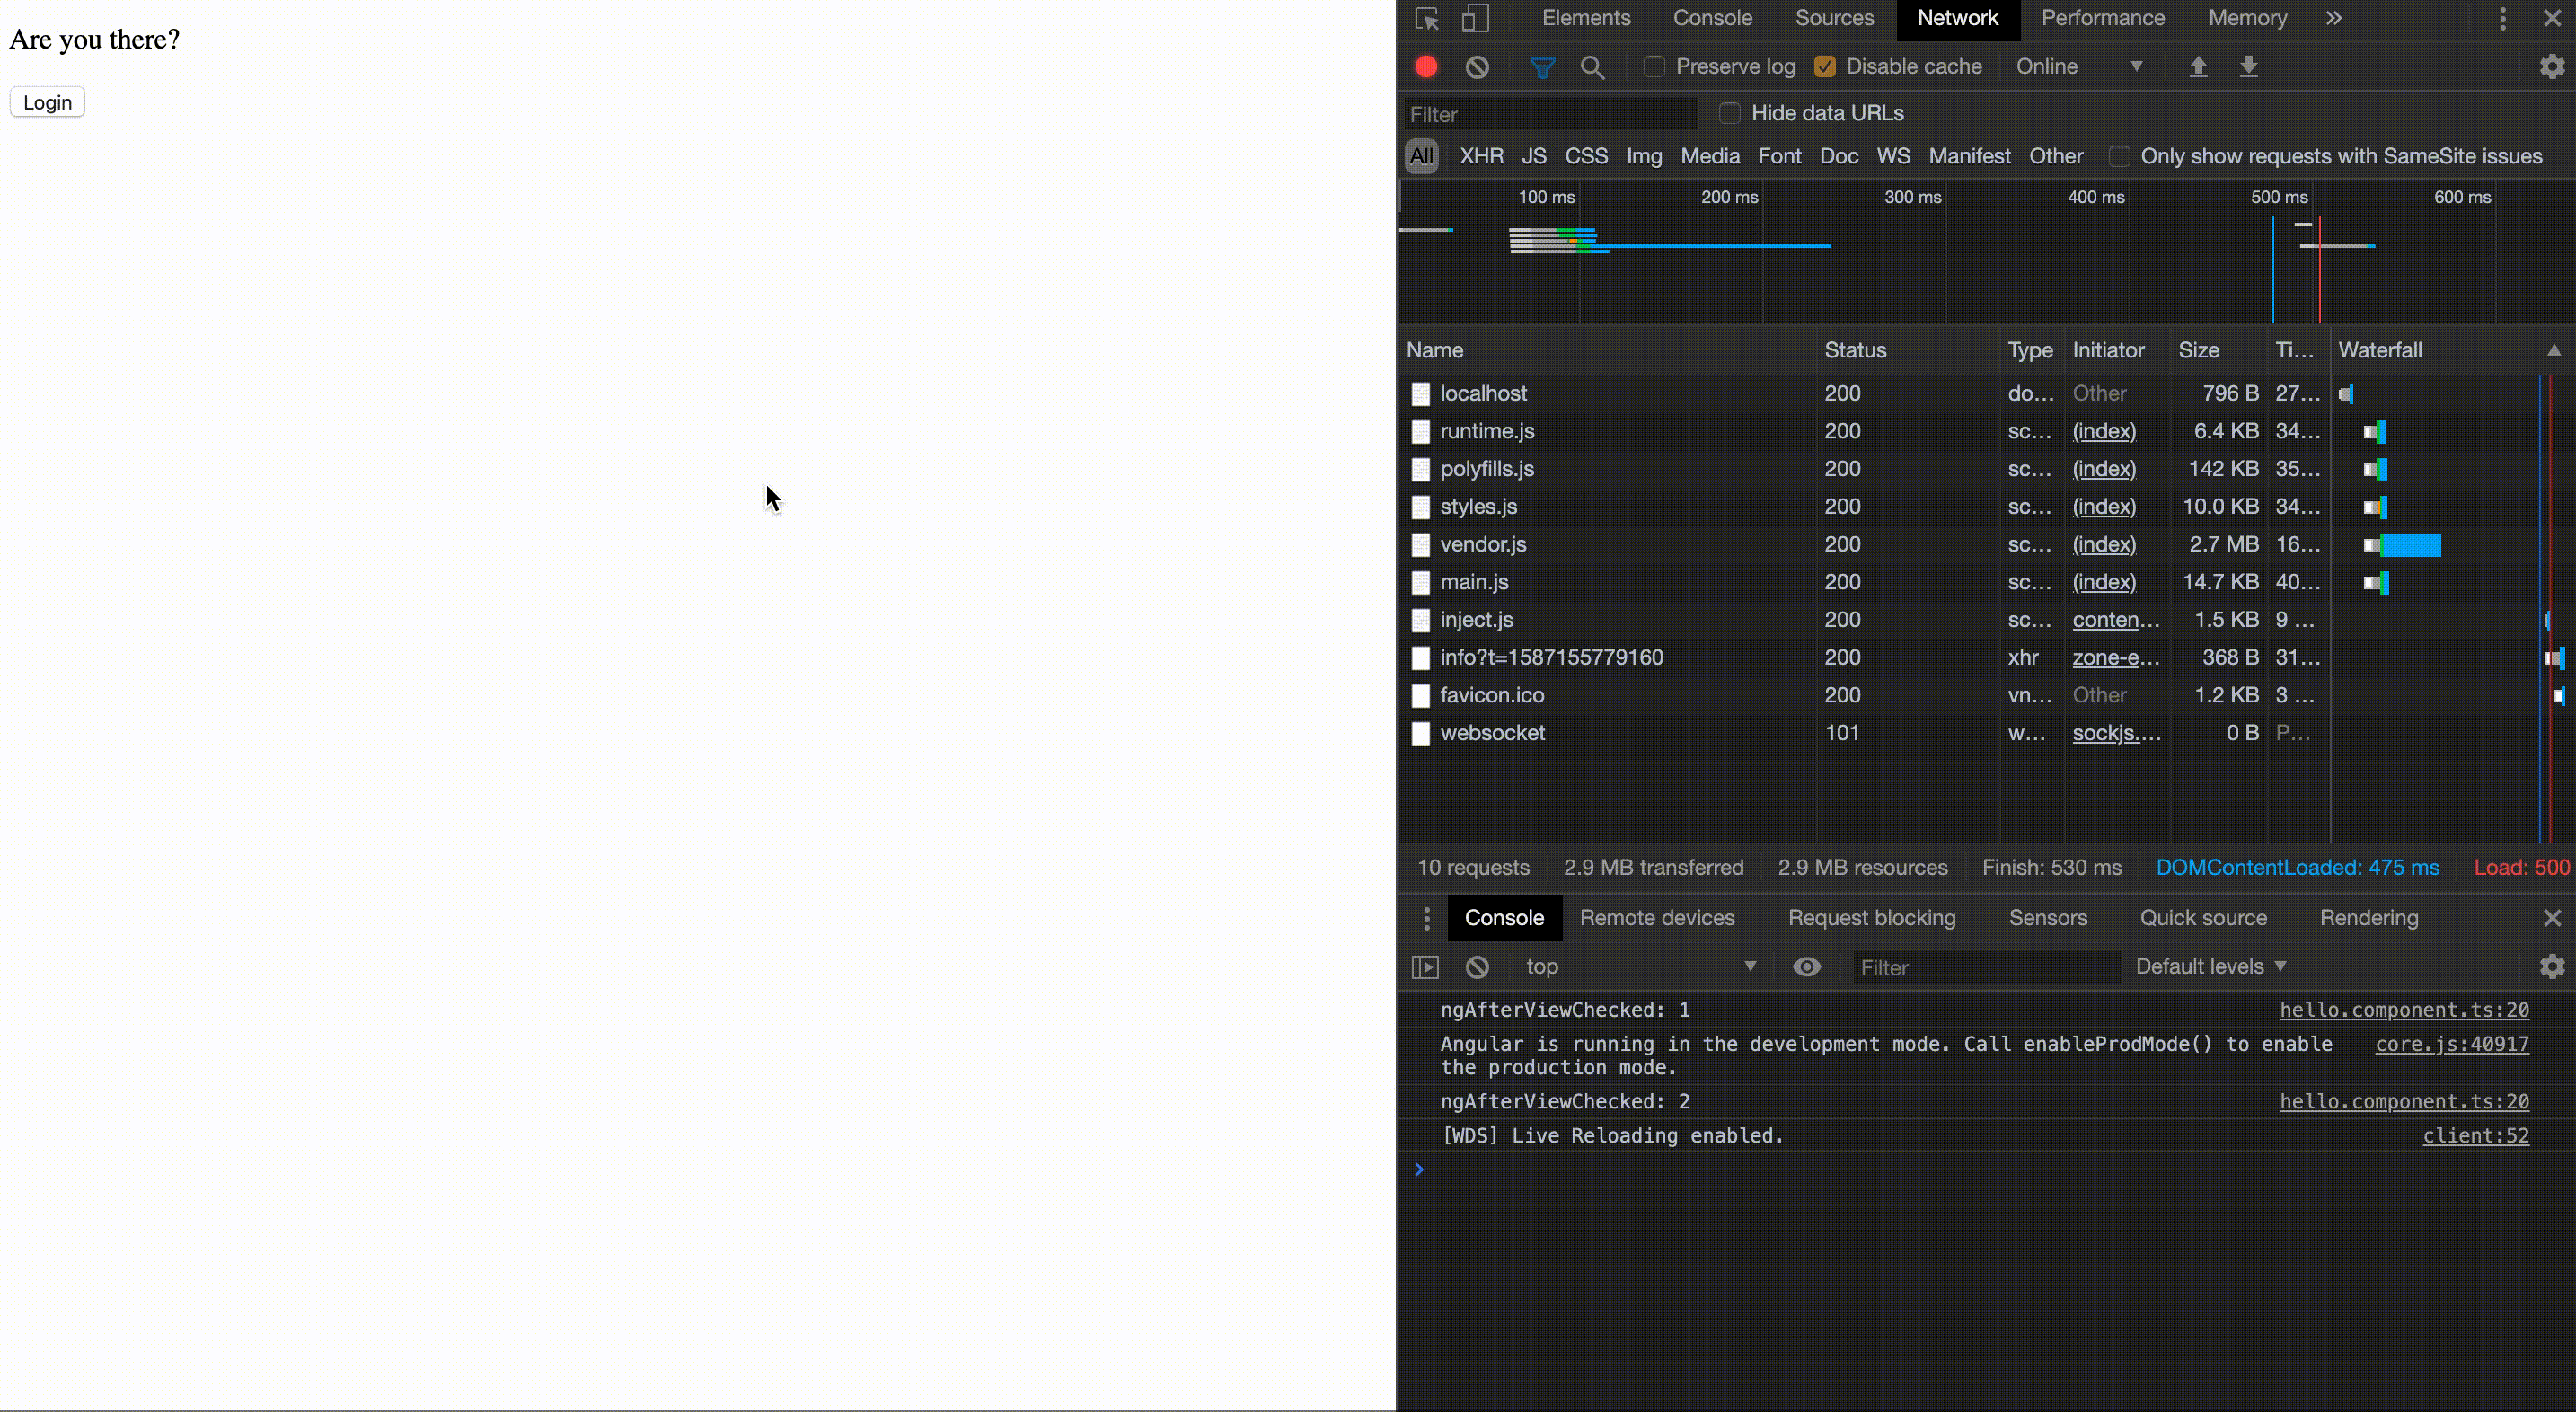 Are you there?
Login
Elements Console Sources Network Performance Memory »
Preserve log Disable cache Online
Filter Hide data URLs
All XHR JS CSS Img Media Font Doc WS Manifest Other Only show requests with SameSite issues
100 ms 200 ms 300 ms 400 ms 500 ms 600 ms
Name Status Type Initiator Size Ti... Waterfall
localhost 200 do... Other 796 B 27...
runtime.js 200 sc... (index) 6.4 KB 34...
polyfills.js 200 sc... (index) 142 KB 35...
styles.js 200 sc... (index) 10.0 KB 34...
vendor.js 200 sc... (index) 2.7 MB 16...
main.js 200 sc... (index) 14.7 KB 40...
inject.js 200 sc... conten... 1.5 KB 9 ...
info?t=1587155779160 200 xhr zone-e... 368 B 31...
favicon.ico 200 vn... Other 1.2 KB 3 ...
websocket 101 w... sockjs.... 0 B P...
10 requests 2.9 MB transferred 2.9 MB resources Finish: 530 ms DOMContentLoaded: 475 ms Load: 500
Console Remote devices Request blocking Sensors Quick source Rendering
top Filter Default levels
ngAfterViewChecked: 1 hello.component.ts:20
Angular is running in the development mode. Call enableProdMode() to enable core.js:40917
the production mode.
ngAfterViewChecked: 2 hello.component.ts:20
[WDS] Live Reloading enabled. client:52